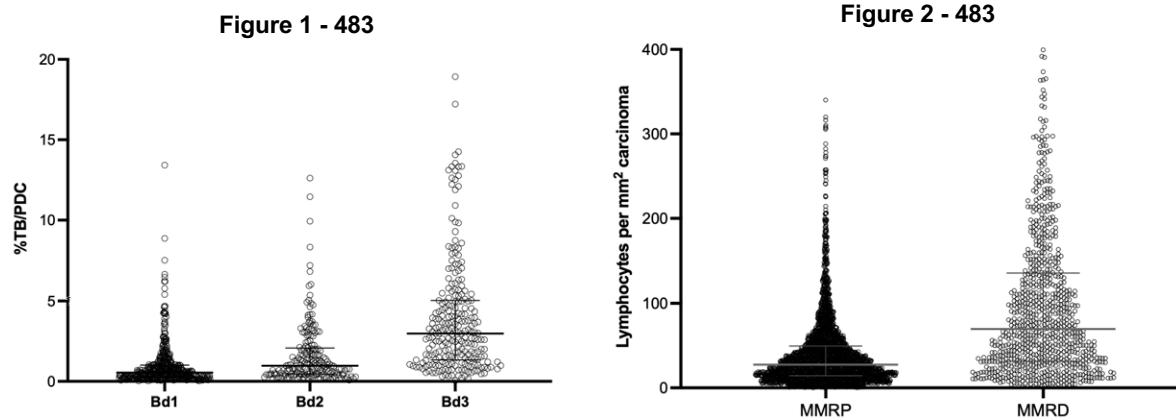 Figure 1 - 483
%TB/PDC
20
15
10
5
0
Bd1
Bd2
Bd3
Figure 2 - 483
Lymphocytes per mm² carcinoma
400
300
200
100
0
MMRP
MMRD